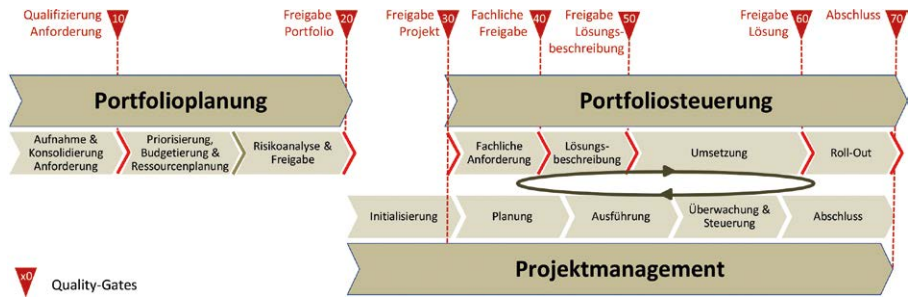 Qualifizierung
Anforderung
10
Freigabe
Portfolio
20
Freigabe
Projekt
30
Fachliche
Freigabe
40
Freigabe
Lösungs-
beschreibung
50
Freigabe
Lösung
60
Abschluss
70
Portfolioplanung
Portfoliosteuerung
Aufnahme &
Konsolidierung
Anforderung
Priorisierung,
Budgetierung &
Ressourcenplanung
Risikoanalyse &
Freigabe
Fachliche
Anforderung
Lösungs-
beschreibung
Umsetzung
Roll-Out
Initialisierung
Planung
Ausführung
Überwachung &
Steuerung
Abschluss
Projektmanagement
x0
Quality-Gates